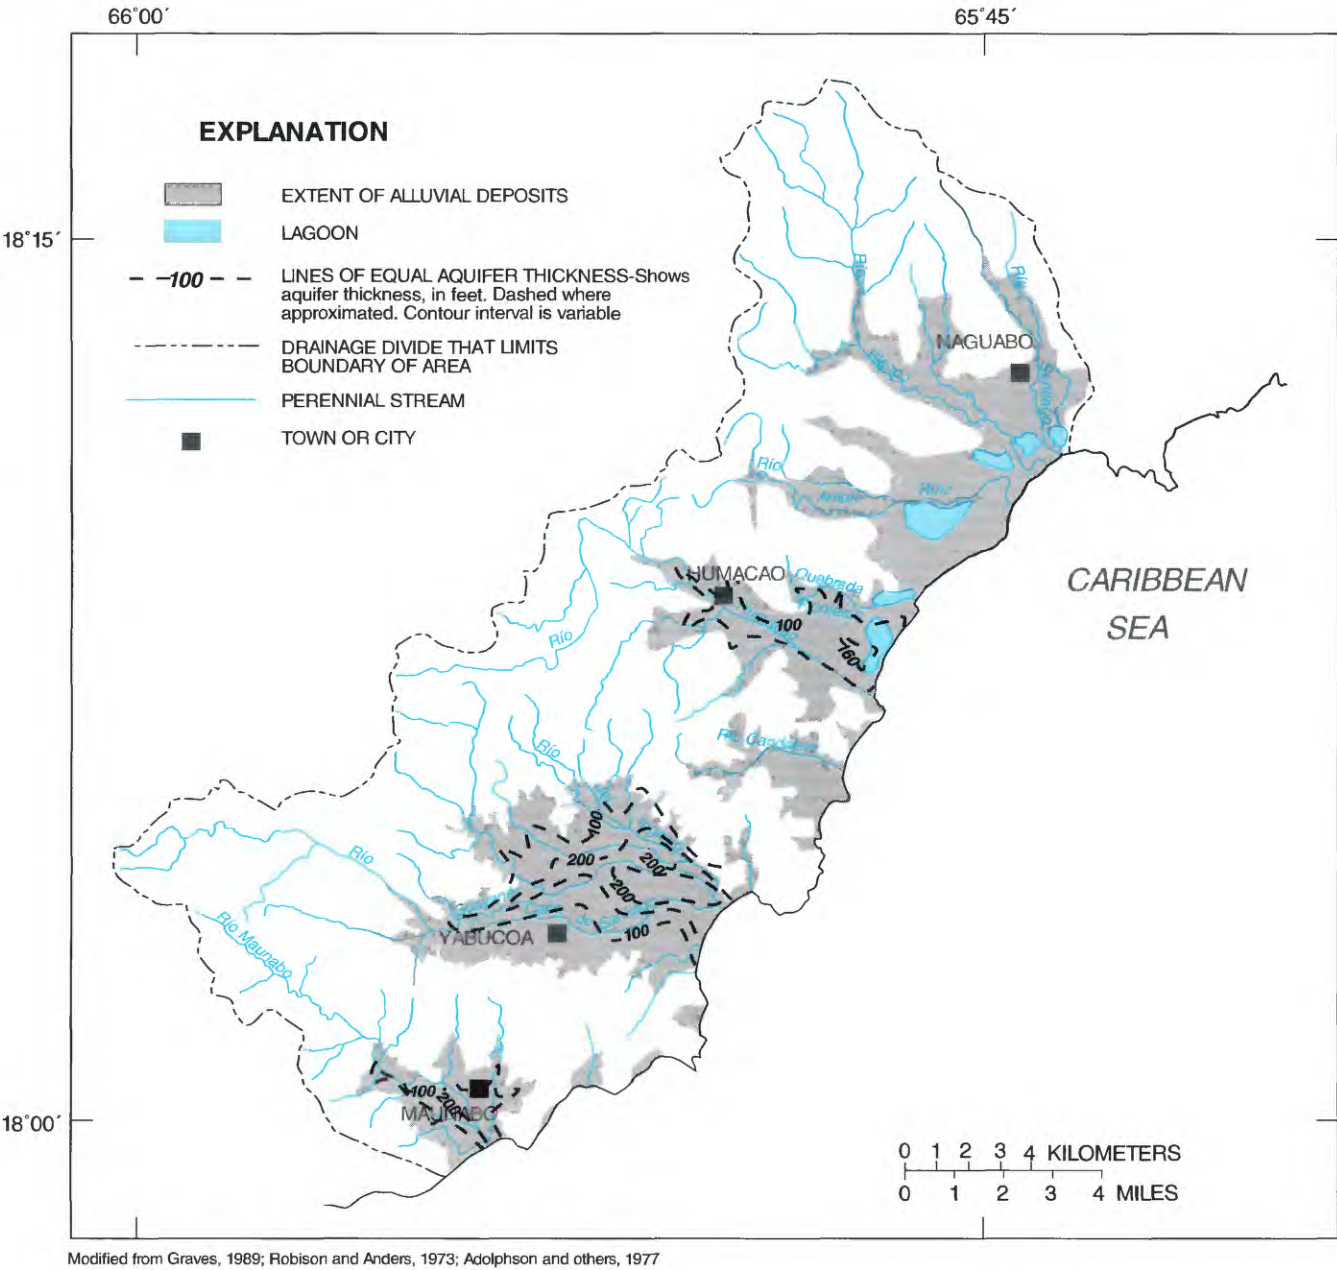 66°00′
65°45′
EXPLANATION
EXTENT OF ALLUVIAL DEPOSITS
LAGOON
18°15′
100
LINES OF EQUAL AQUIFER THICKNESS-Shows
aquifer thickness, in feet. Dashed where
approximated. Contour interval is variable
DRAINAGE DIVIDE THAT LIMITS
BOUNDARY OF AREA
PERENNIAL STREAM
TOWN OR CITY
Río
Río
NAGUABO
Río
HUMACAO
Quebrada
100
160
CARIBBEAN
SEA
Río
Río Candelero
Río
100
200
200
200
Río
100
YABUCOA
Río Maunabo
100
200
MAUNABO
18°00′
0 1 2 3 4 KILOMETERS
0 1 2 3 4 MILES
Modified from Graves, 1989; Robison and Anders, 1973; Adolphson and others, 1977